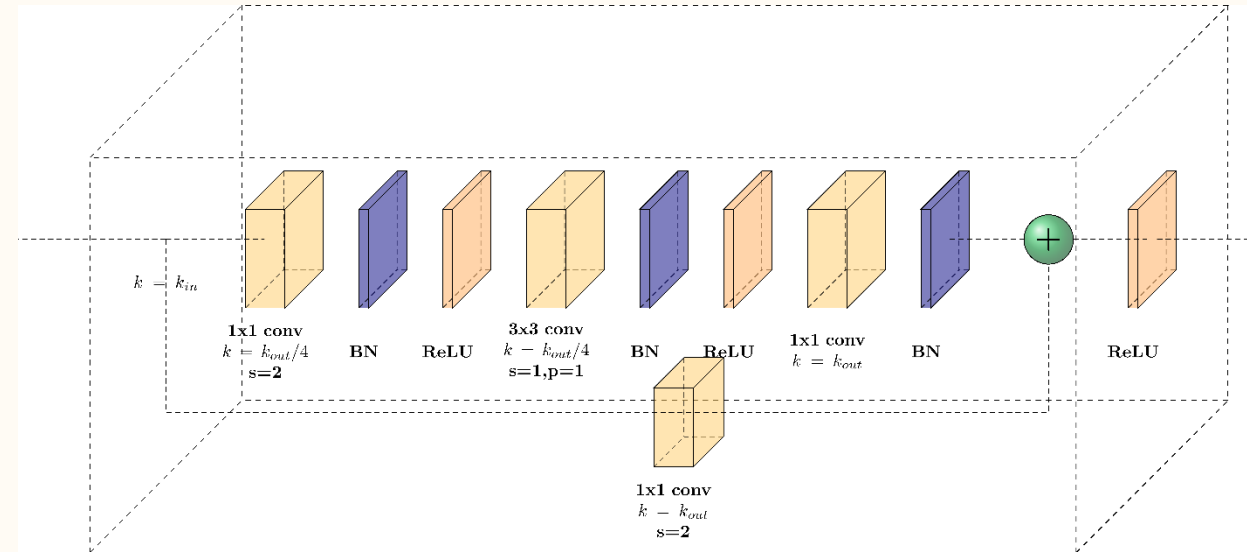 k = k_in
1x1 conv
k = k_out/4
s=2
BN
ReLU
3x3 conv
k − k_out/4
s=1,p=1
BN
ReLU
1x1 conv
k = k_out
BN
+
ReLU
1x1 conv
k − k_out
s=2